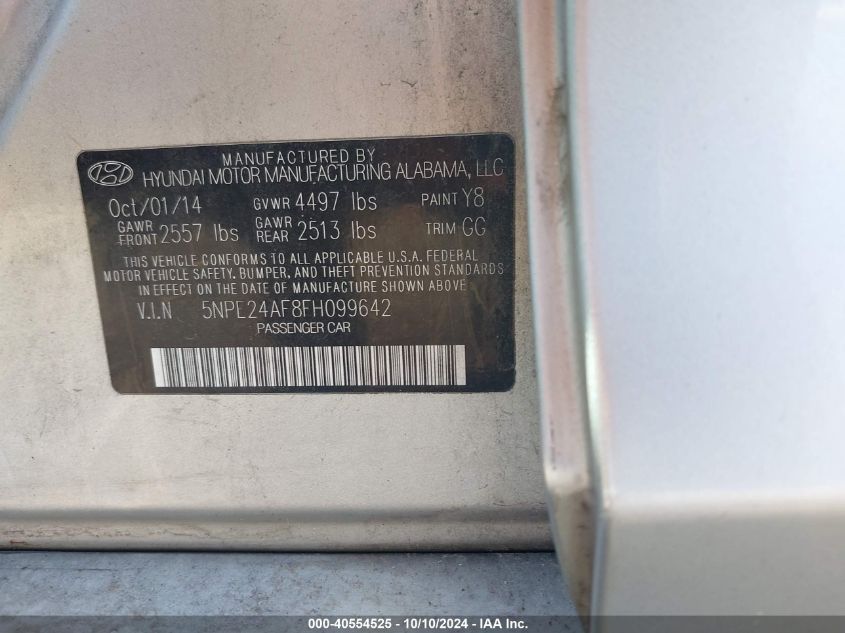 MANUFACTURED BY
HYUNDAI MOTOR MANUFACTURING ALABAMA, LLC
Oct/01/14 GVWR 4497 lbs PAINT Y8
GAWR FRONT 2557 lbs GAWR REAR 2513 lbs TRIM GG
THIS VEHICLE CONFORMS TO ALL APPLICABLE U.S.A. FEDERAL
MOTOR VEHICLE SAFETY, BUMPER, AND THEFT PREVENTION STANDARDS
IN EFFECT ON THE DATE OF MANUFACTURE SHOWN ABOVE
V.I.N 5NPE24AF8FH099642
PASSENGER CAR
000-40554525 - 10/10/2024 - IAA Inc.